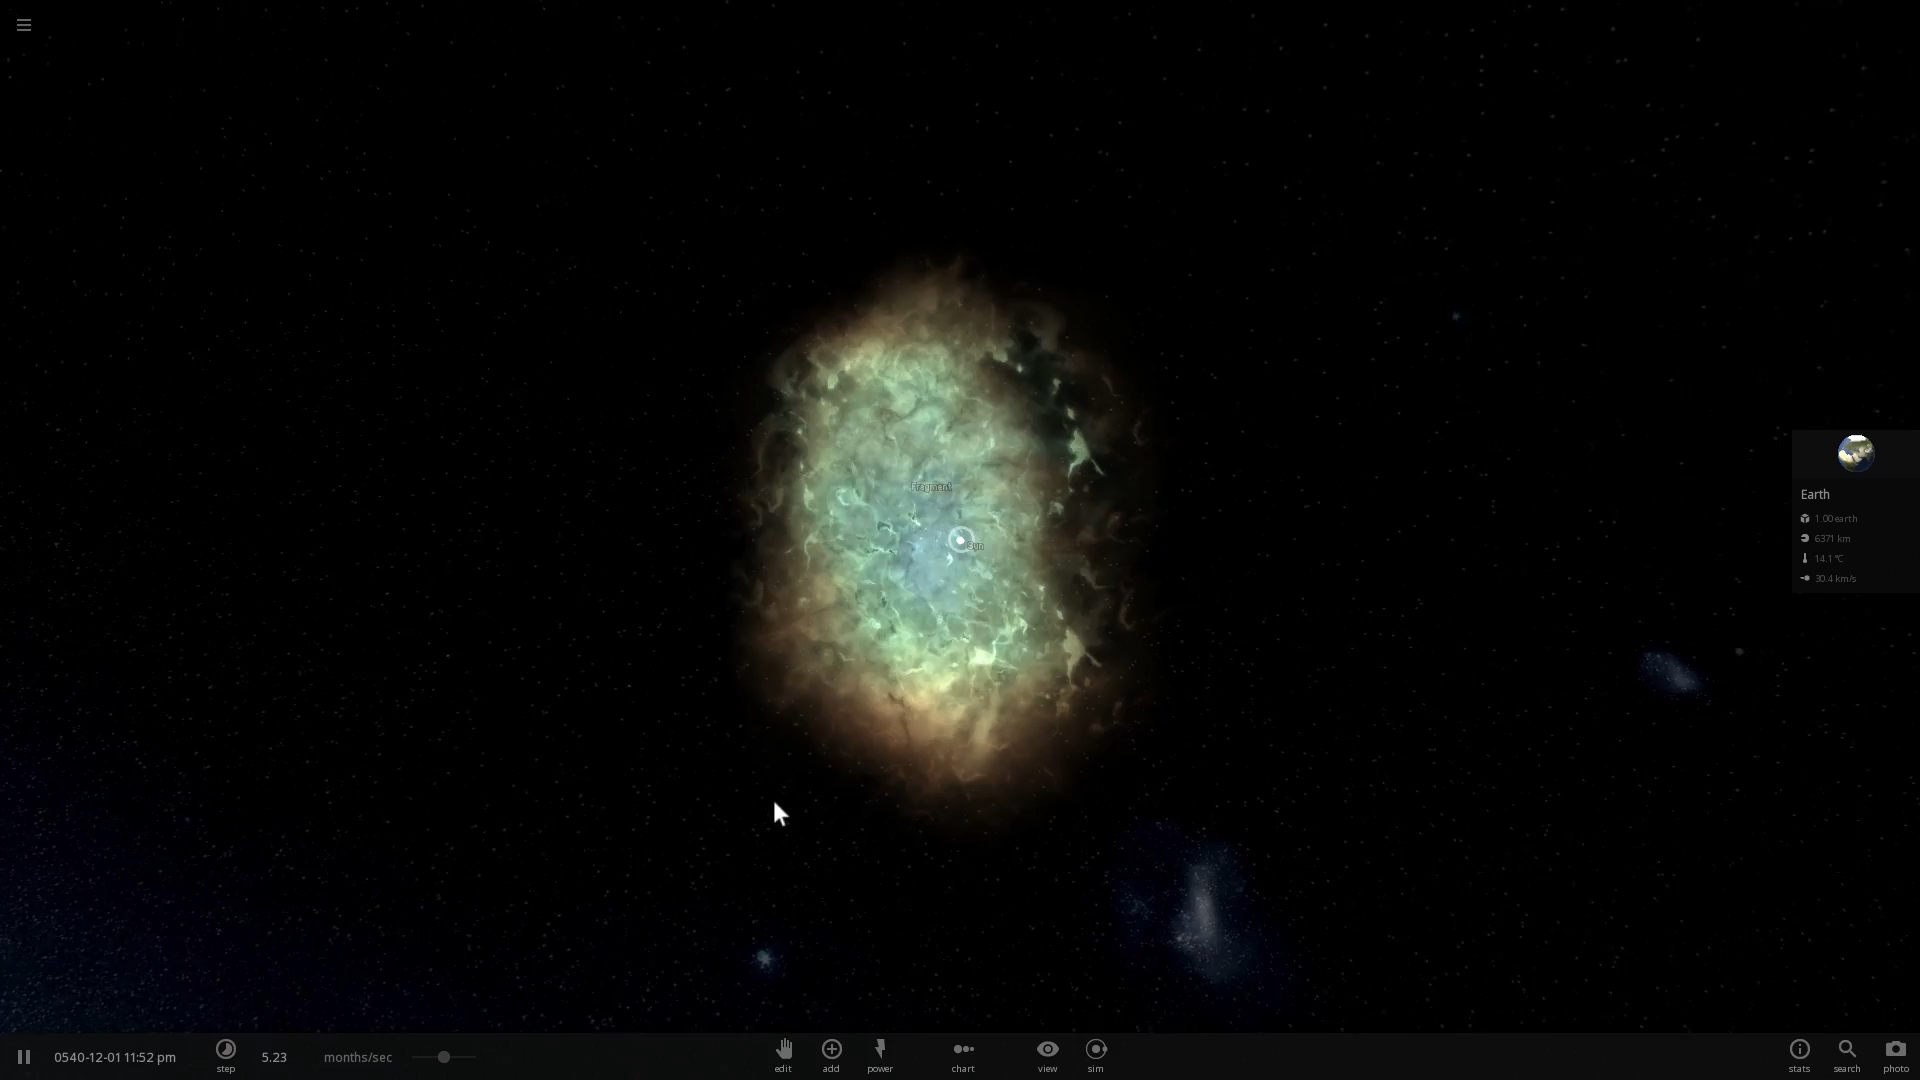 Fragment
Sun
Earth
1.00 earth
6371 km
14.1 °C
30.4 km/s
0540-12-01 11:52 pm
step
5.23
months/sec
edit
add
power
chart
view
sim
stats
search
photo